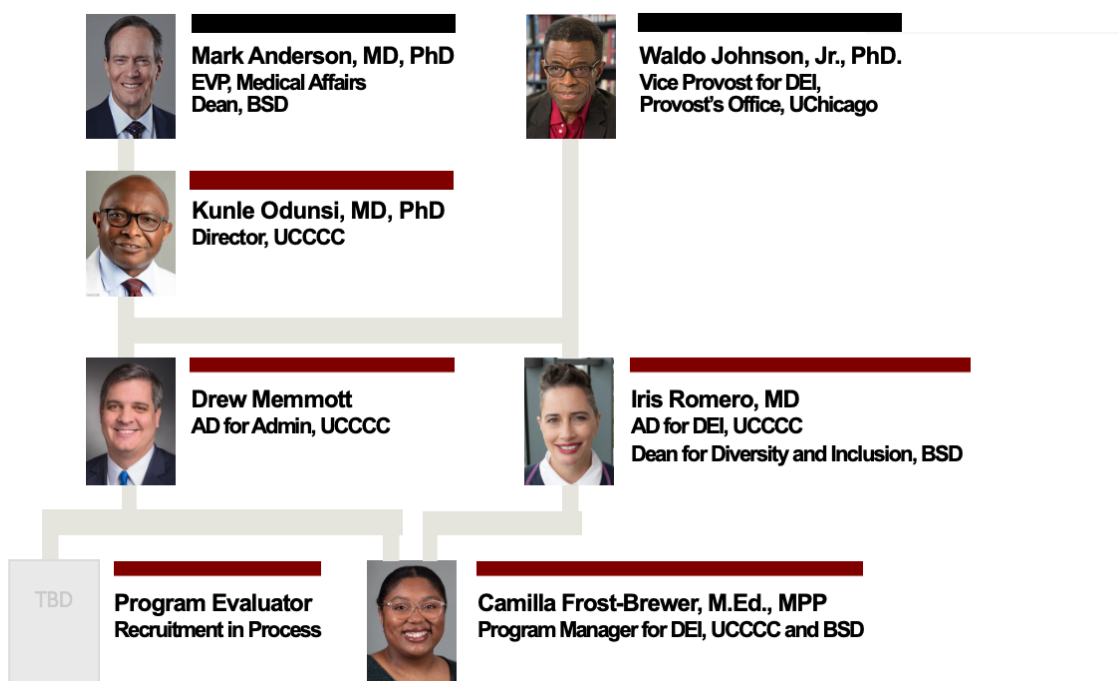 Mark Anderson, MD, PhD
EVP, Medical Affairs
Dean, BSD
Waldo Johnson, Jr., PhD.
Vice Provost for DEI,
Provost's Office, UChicago
Kunle Odunsi, MD, PhD
Director, UCCCC
Drew Memmott
AD for Admin, UCCCC
Iris Romero, MD
AD for DEI, UCCCC
Dean for Diversity and Inclusion, BSD
TBD
Program Evaluator
Recruitment in Process
Camilla Frost-Brewer, M.Ed., MPP
Program Manager for DEI, UCCCC and BSD